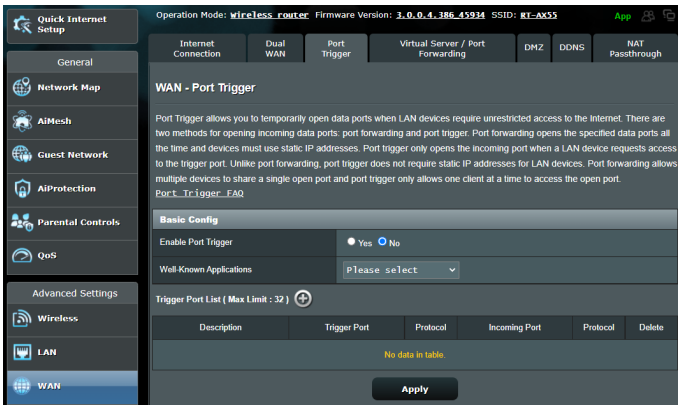 Quick Internet
Setup
Operation Mode: Wireless router Firmware Version: 3.0.0.4.386_45934 SSID: RT-AX55
App
Internet
Connection
Dual
WAN
Port
Trigger
Virtual Server / Port
Forwarding
DMZ
DDNS
NAT
Passthrough
General
Network Map
AiMesh
Guest Network
AiProtection
Parental Controls
QoS
Advanced Settings
Wireless
LAN
WAN
WAN - Port Trigger
Port Trigger allows you to temporarily open data ports when LAN devices require unrestricted access to the Internet. There are
two methods for opening incoming data ports: port forwarding and port trigger. Port forwarding opens the specified data ports all
the time and devices must use static IP addresses. Port trigger only opens the incoming port when a LAN device requests access
to the trigger port. Unlike port forwarding, port trigger does not require static IP addresses for LAN devices. Port forwarding allows
multiple devices to share a single open port and port trigger only allows one client at a time to access the open port.
Port Trigger FAQ
Basic Config
Enable Port Trigger Yes No
Well-Known Applications Please select
Trigger Port List ( Max Limit : 32 )
Description Trigger Port Protocol Incoming Port Protocol Delete
No data in table.
Apply